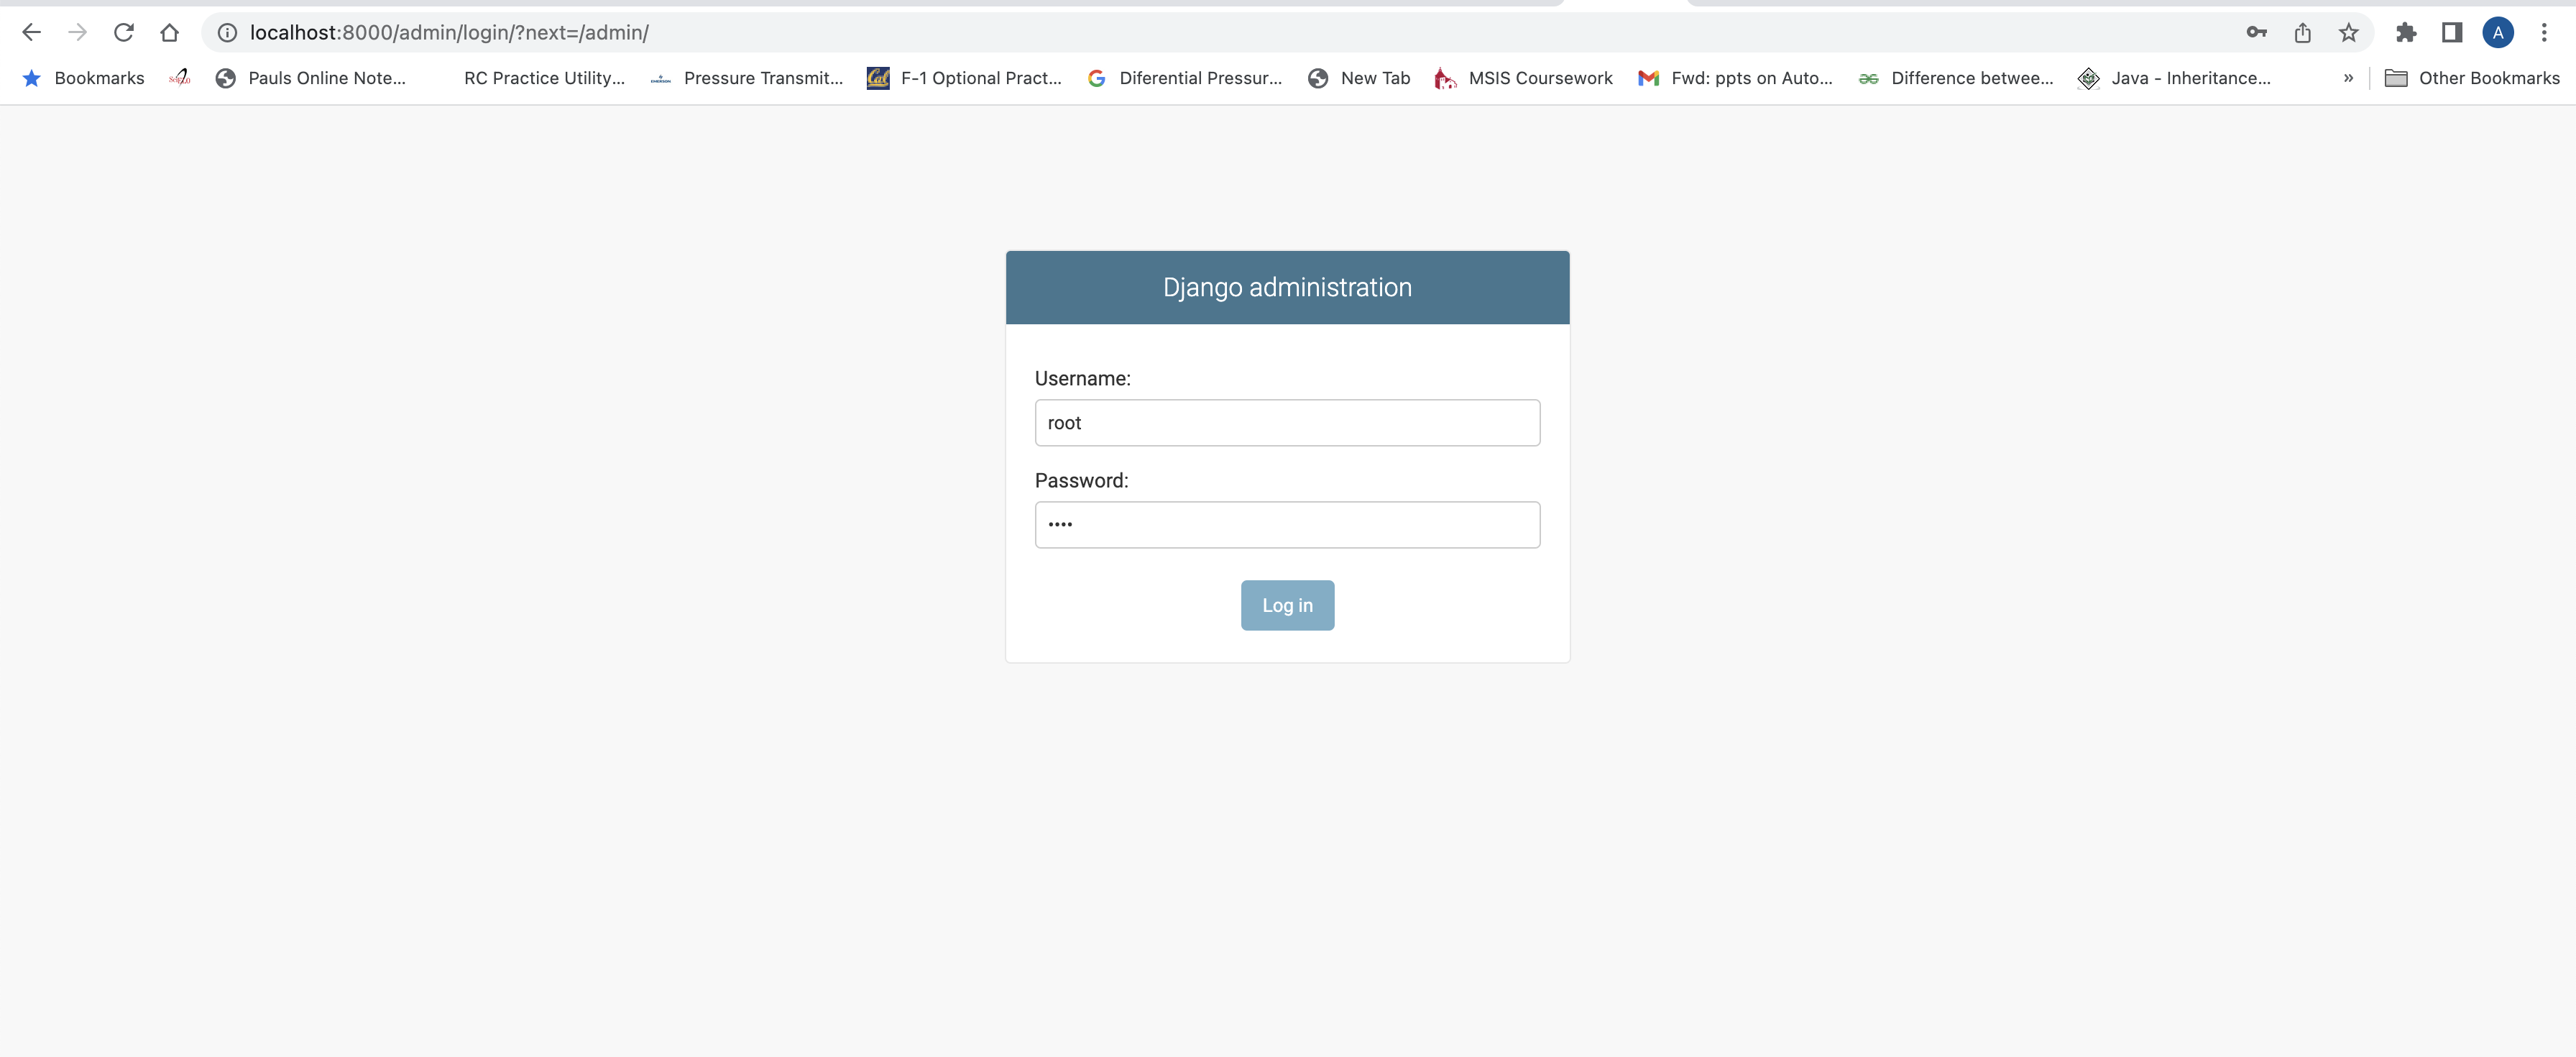 localhost:8000/admin/login/?next=/admin/
Bookmarks Pauls Online Note... RC Practice Utility... Pressure Transmit... Cal F-1 Optional Pract... Diferential Pressur... New Tab MSIS Coursework Fwd: ppts on Auto... Difference betwee... Java - Inheritance... » Other Bookmarks
A
Django administration
Username:
root
Password:
••••
Log in